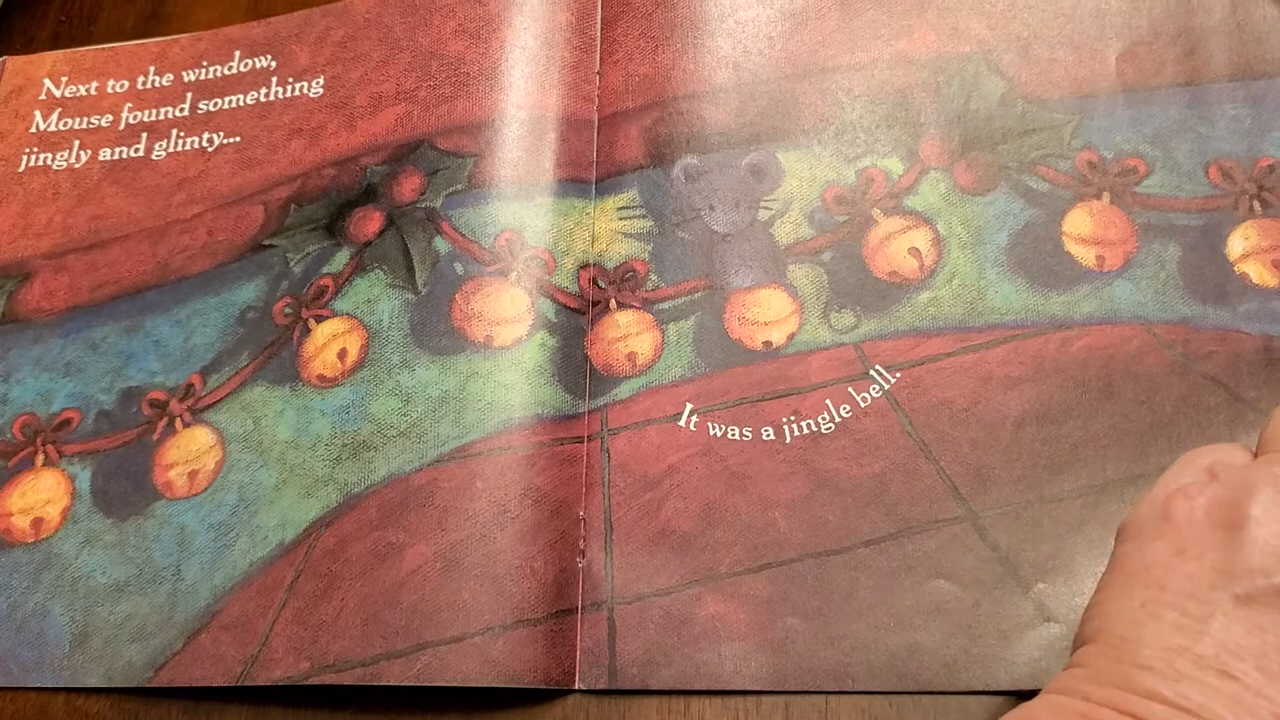 Next to the window,
Mouse found something
jingly and glinty...
It was a jingle bell.